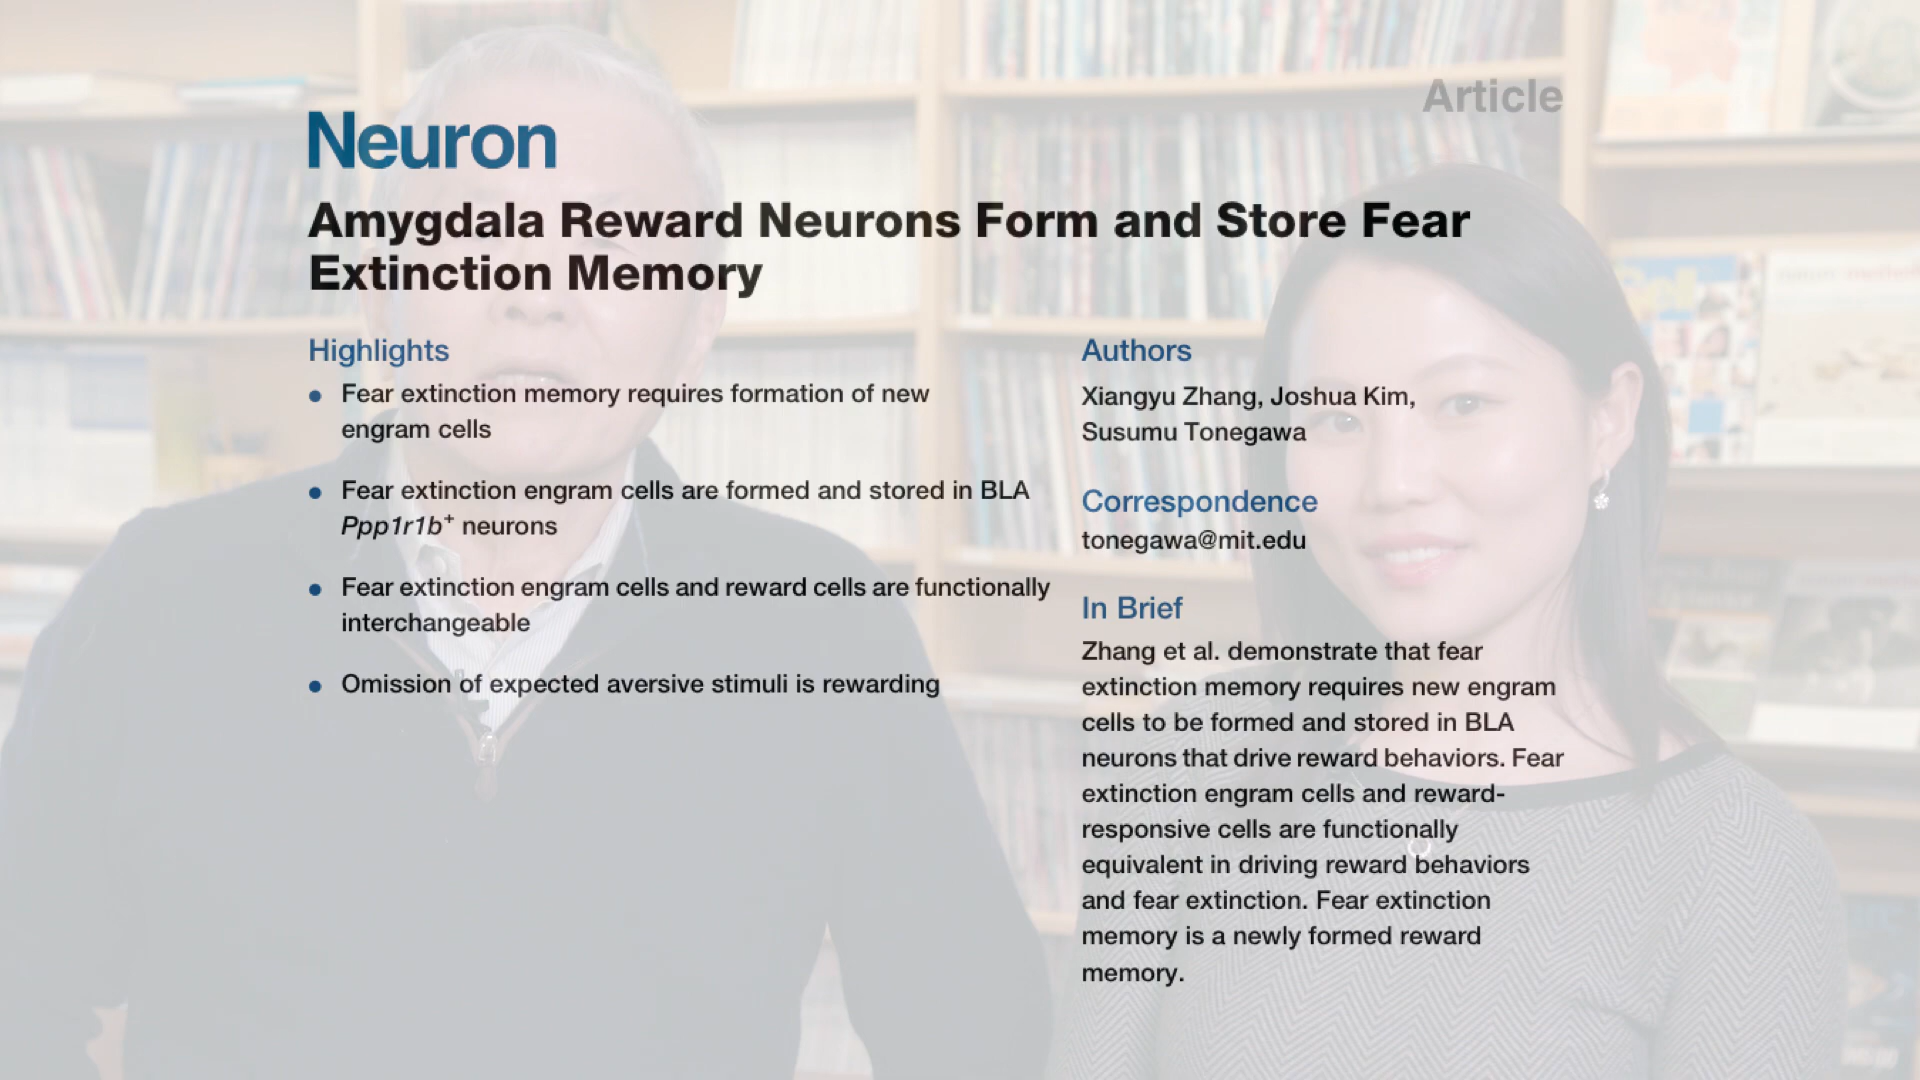 Article
Neuron
Amygdala Reward Neurons Form and Store Fear
Extinction Memory
Highlights
• Fear extinction memory requires formation of new
engram cells
• Fear extinction engram cells are formed and stored in BLA
Ppp1r1b⁺ neurons
• Fear extinction engram cells and reward cells are functionally
interchangeable
• Omission of expected aversive stimuli is rewarding
Authors
Xiangyu Zhang, Joshua Kim,
Susumu Tonegawa
Correspondence
tonegawa@mit.edu
In Brief
Zhang et al. demonstrate that fear
extinction memory requires new engram
cells to be formed and stored in BLA
neurons that drive reward behaviors. Fear
extinction engram cells and reward-
responsive cells are functionally
equivalent in driving reward behaviors
and fear extinction. Fear extinction
memory is a newly formed reward
memory.